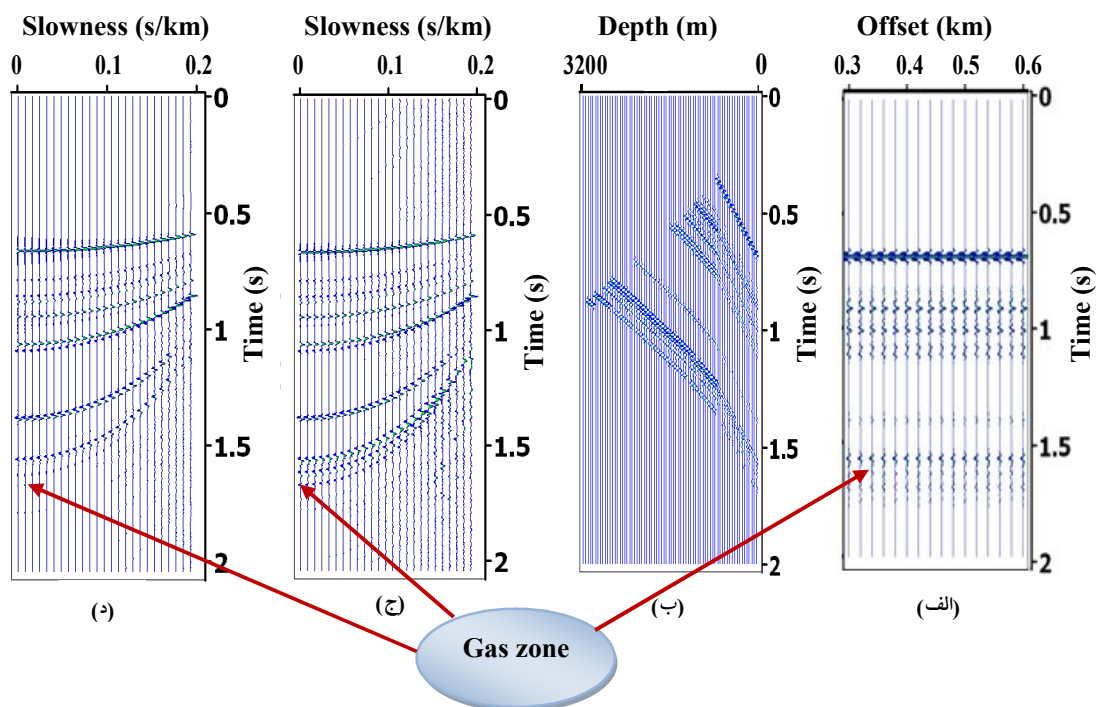 Slowness (s/km) Slowness (s/km) Depth (m) Offset (km)
0 0.1 0.2 0 0.1 0.2 3200 0 0.3 0.4 0.5 0.6
0 0 0 0
0.5 0.5 0.5 0.5
Time (s) Time (s) Time (s)
1 1 1 1
1.5 1.5 1.5 1.5
2 2 2 2
(د) (ج) (ب) (الف)
Gas zone